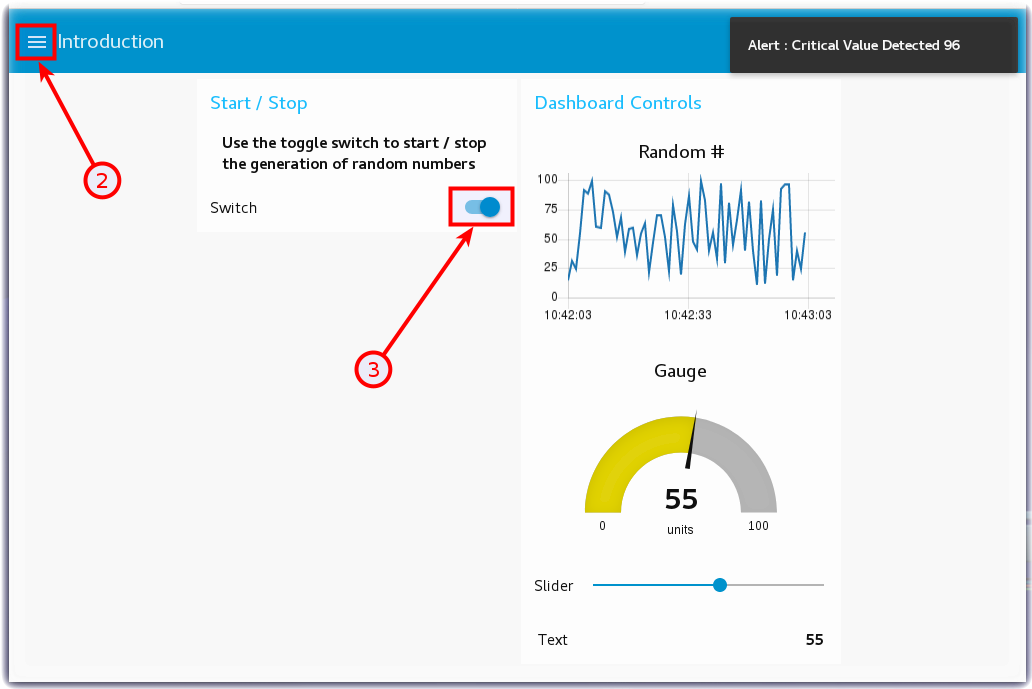 Introduction
Alert : Critical Value Detected 96
2
Start / Stop
Use the toggle switch to start / stop
the generation of random numbers
Switch
3
Dashboard Controls
Random #
100
75
50
25
0
10:42:03 10:42:33 10:43:03
Gauge
55
0 units 100
Slider
Text 55